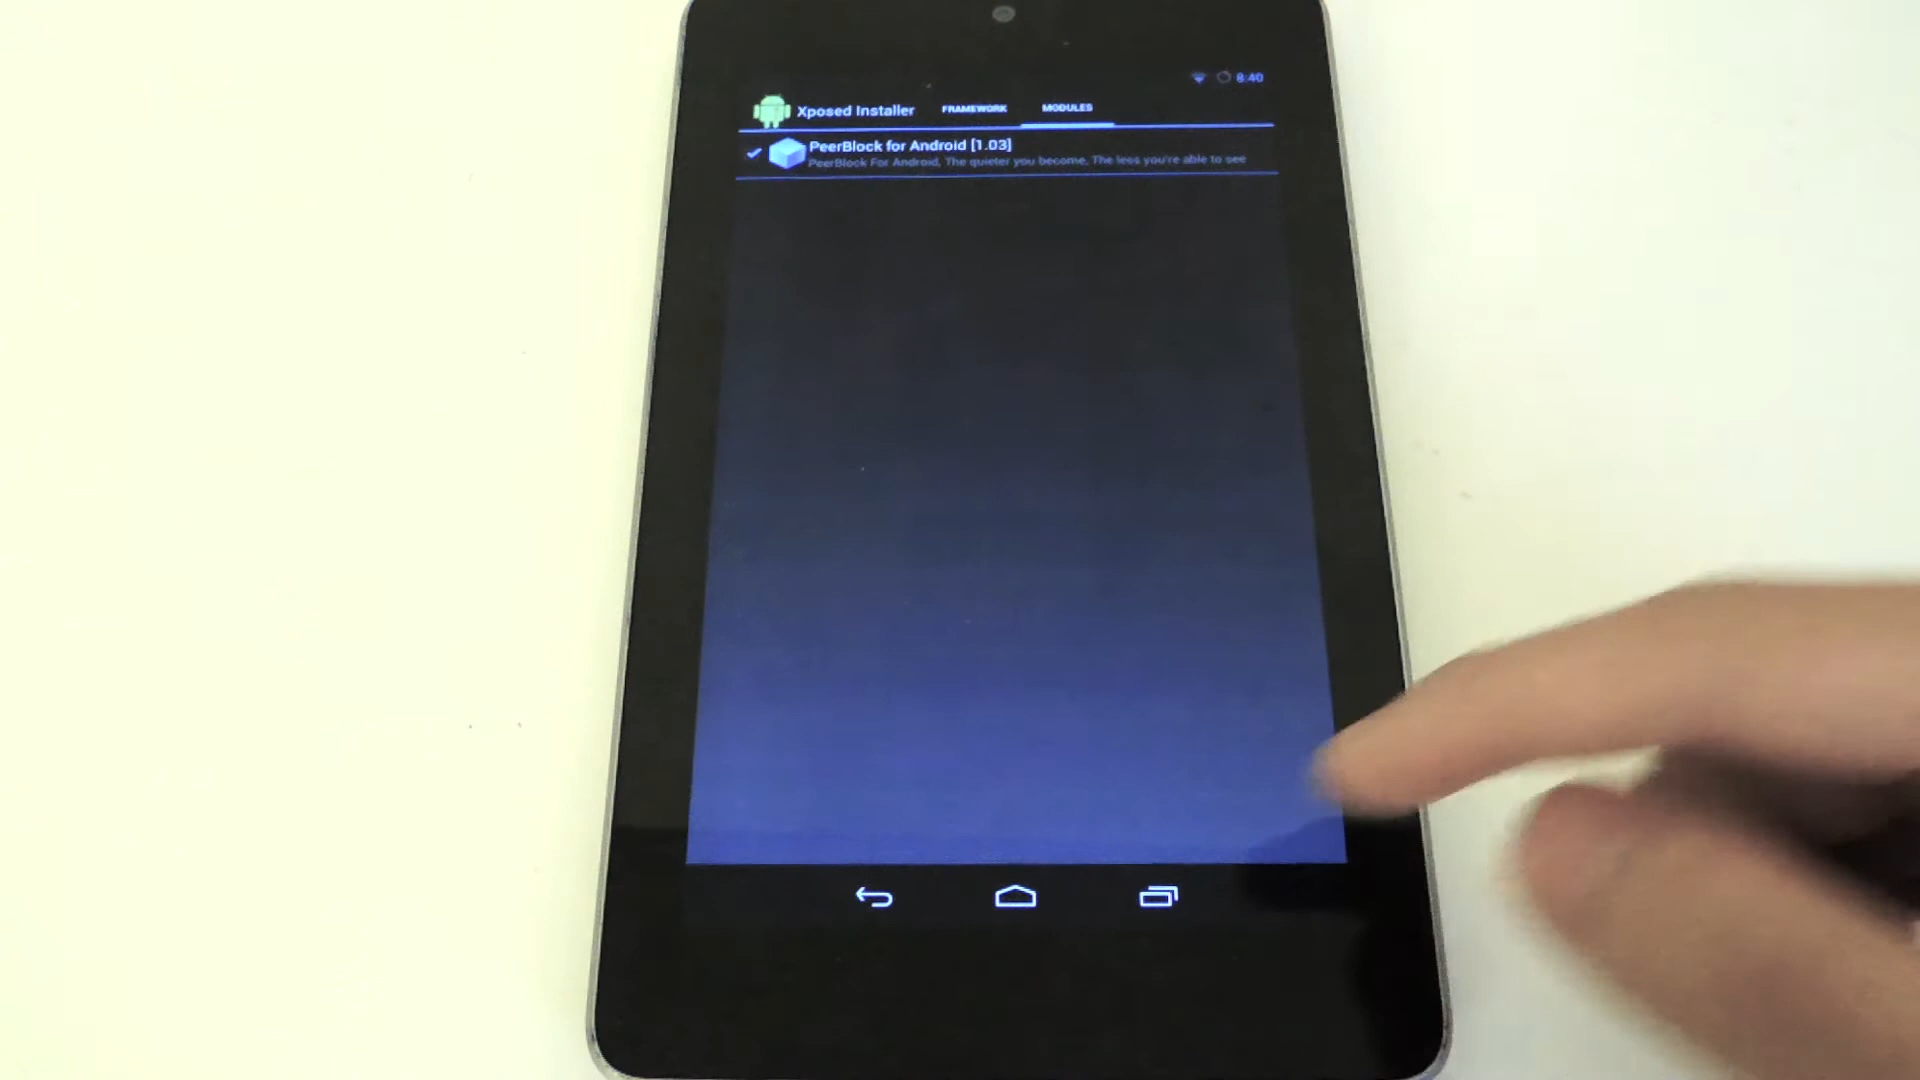 8:40
Xposed Installer FRAMEWORK MODULES
PeerBlock for Android [1.03]
PeerBlock For Android, The quieter you become, The less you're able to see